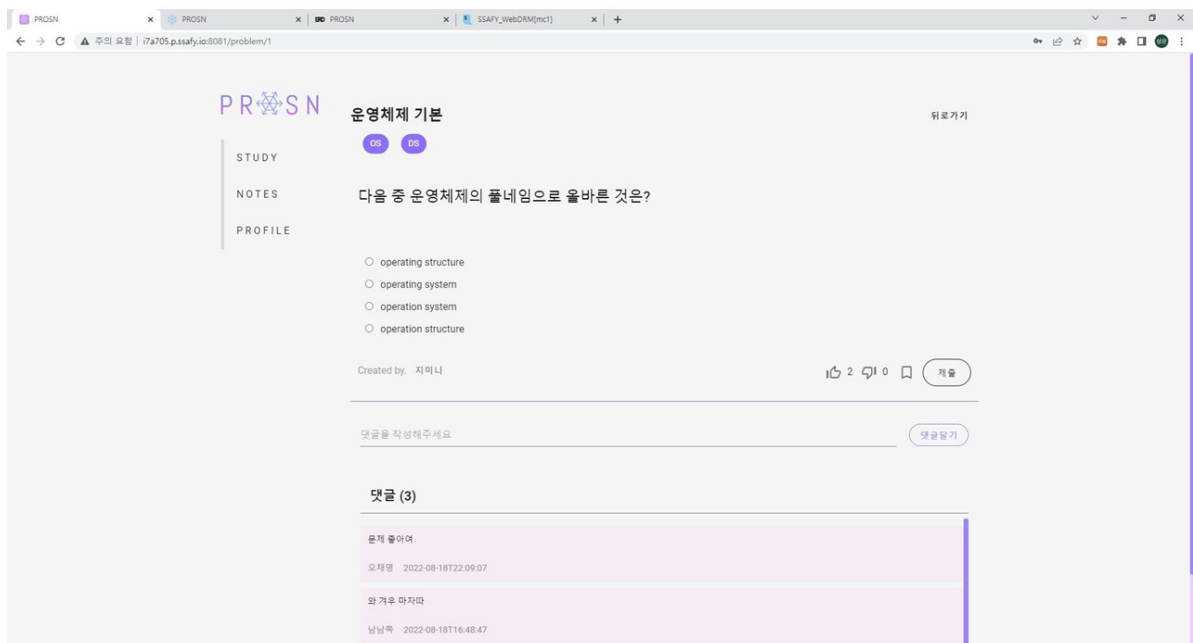 PROSN
PROSN
ERD PROSN
SSAFY_WebDRM[mc1]
주의 요함 | i7a705.p.ssafy.io:8081/problem/1
PROSN
운영체제 기본
뒤로가기
OS DS
STUDY
NOTES
PROFILE
다음 중 운영체제의 풀네임으로 올바른 것은?
operating structure
operating system
operation system
operation structure
Created by. 지미니
2 0 제출
댓글을 작성해주세요
댓글달기
댓글 (3)
문제 좋아여
오재명 2022-08-18T22:09:07
와 겨우 마자따
남남쪽 2022-08-18T16:48:47